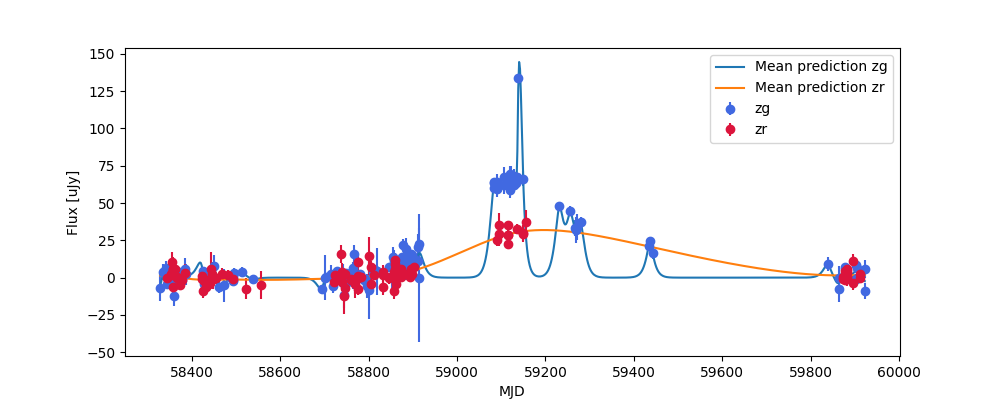 150
125
100
75
50
25
0
−25
−50
Flux [uJy]
58400 58600 58800 59000 59200 59400 59600 59800 60000
MJD
Mean prediction zg
Mean prediction zr
zg
zr